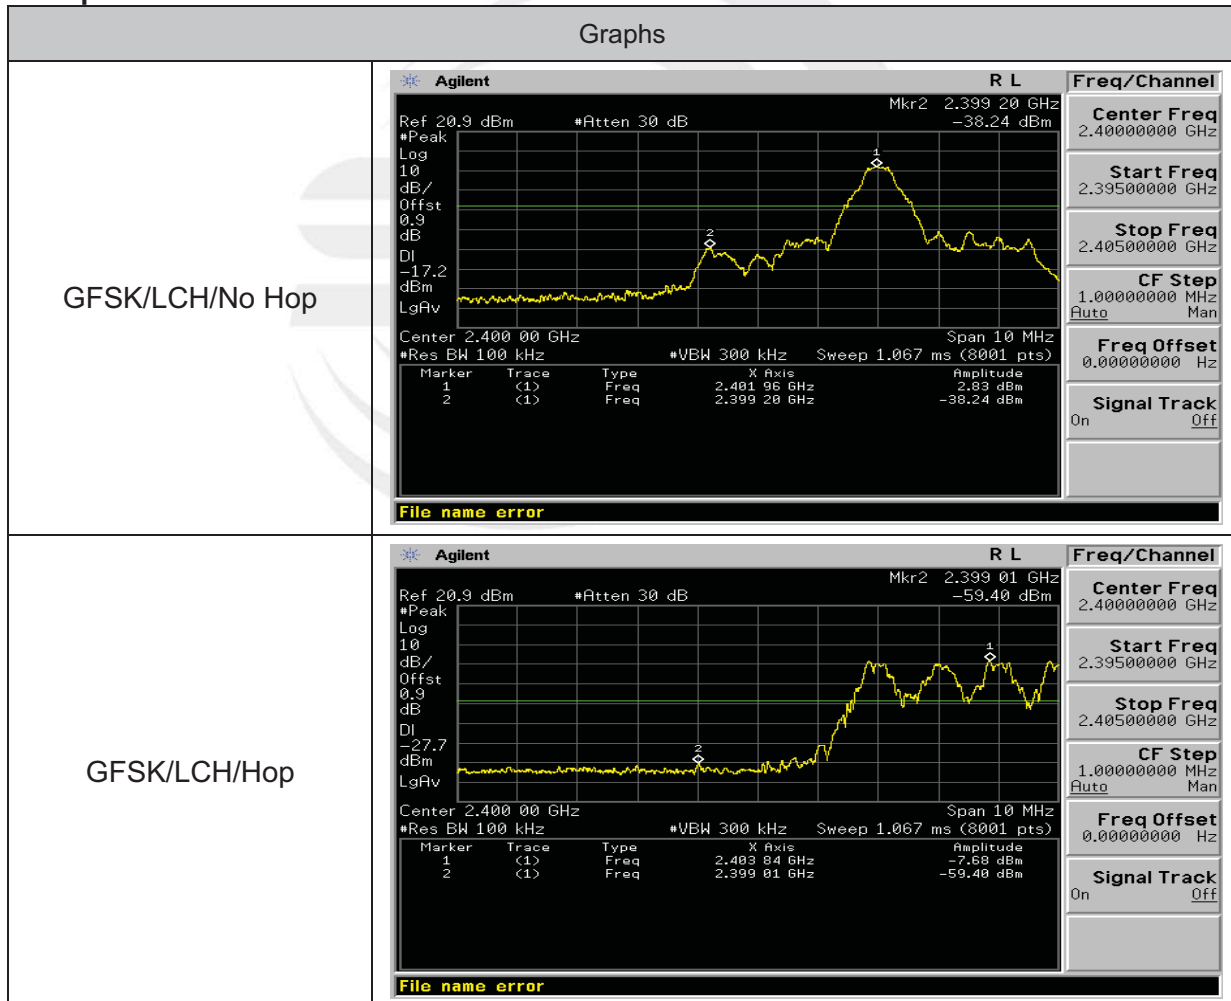 Graphs
GFSK/LCH/No Hop
Agilent R L
Mkr2 2.399 20 GHz
Ref 20.9 dBm #Atten 30 dB -38.24 dBm
#Peak
Log
10
dB/
Offst
0.9
dB
DI
-17.2
dBm
LgAv
1
2
Center 2.400 00 GHz Span 10 MHz
#Res BW 100 kHz #VBW 300 kHz Sweep 1.067 ms (8001 pts)
Marker Trace Type X Axis Amplitude
1 (1) Freq 2.401 96 GHz 2.83 dBm
2 (1) Freq 2.399 20 GHz -38.24 dBm
File name error
Freq/Channel
Center Freq
2.40000000 GHz
Start Freq
2.39500000 GHz
Stop Freq
2.40500000 GHz
CF Step
1.00000000 MHz
Auto Man
Freq Offset
0.00000000 Hz
Signal Track
On Off
GFSK/LCH/Hop
Agilent R L
Mkr2 2.399 01 GHz
Ref 20.9 dBm #Atten 30 dB -59.40 dBm
#Peak
Log
10
dB/
Offst
0.9
dB
DI
-27.7
dBm
LgAv
1
2
Center 2.400 00 GHz Span 10 MHz
#Res BW 100 kHz #VBW 300 kHz Sweep 1.067 ms (8001 pts)
Marker Trace Type X Axis Amplitude
1 (1) Freq 2.403 84 GHz -7.68 dBm
2 (1) Freq 2.399 01 GHz -59.40 dBm
File name error
Freq/Channel
Center Freq
2.40000000 GHz
Start Freq
2.39500000 GHz
Stop Freq
2.40500000 GHz
CF Step
1.00000000 MHz
Auto Man
Freq Offset
0.00000000 Hz
Signal Track
On Off